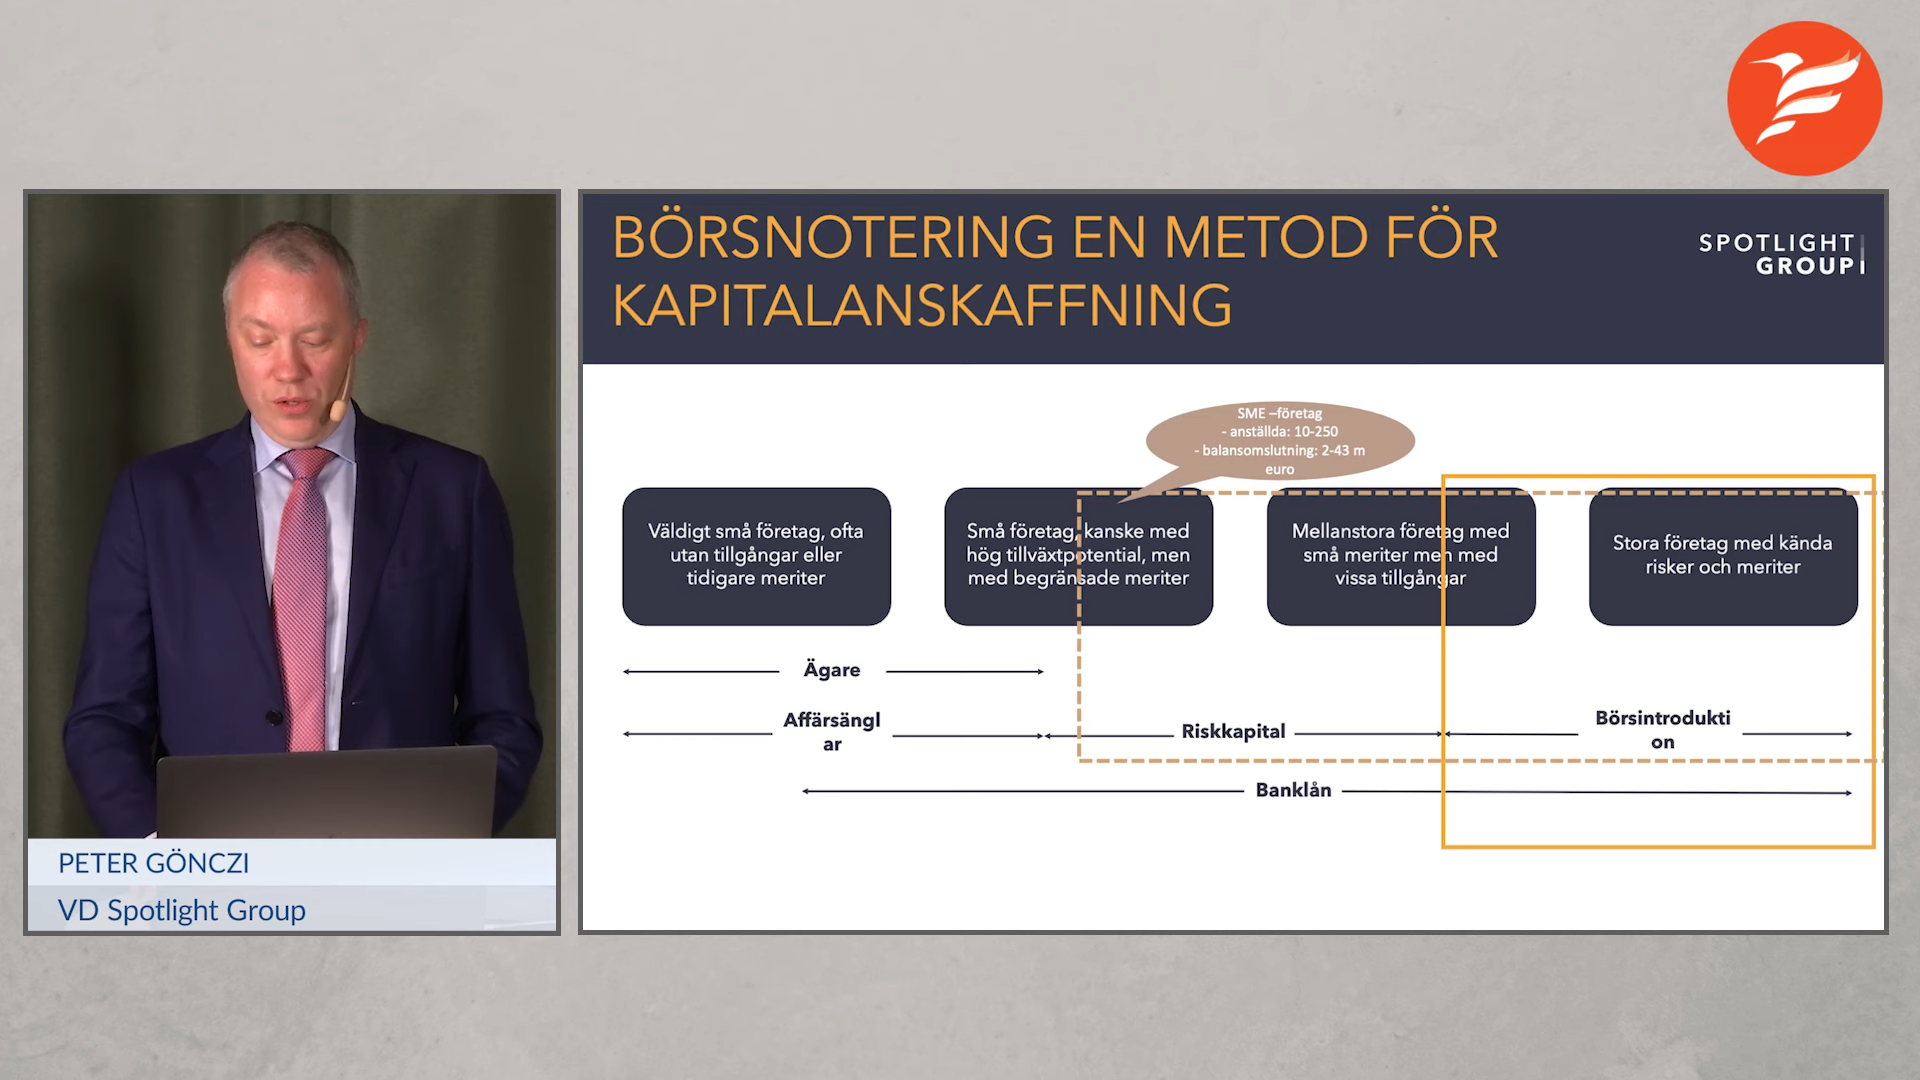 BÖRSNOTERING EN METOD FÖR
KAPITALANSKAFFNING
SPOTLIGHT
GROUP
SME –företag
- anställda: 10-250
- balansomslutning: 2-43 m
euro
Väldigt små företag, ofta
utan tillgångar eller
tidigare meriter
Små företag, kanske med
hög tillväxtpotential, men
med begränsade meriter
Mellanstora företag med
små meriter men med
vissa tillgångar
Stora företag med kända
risker och meriter
Ägare
Affärsängl
ar
Riskkapital
Börsintrodukti
on
Banklån
PETER GÖNCZI
VD Spotlight Group